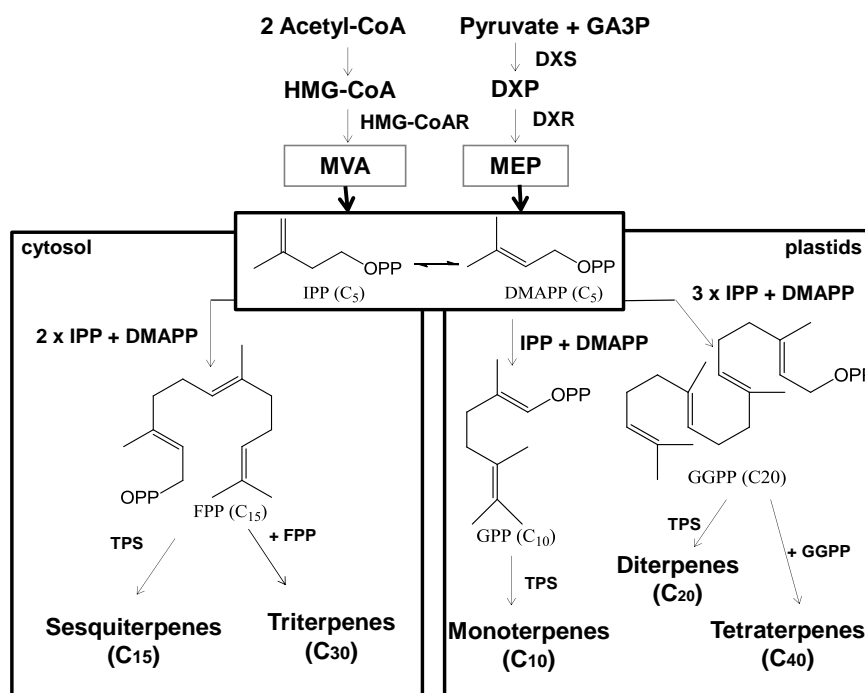 2 Acetyl-CoA
Pyruvate + GA3P
DXS
HMG-CoA
DXP
HMG-CoAR
DXR
MVA
MEP
cytosol
plastids
OPP
OPP
IPP (C5)
DMAPP (C5)
2 x IPP + DMAPP
IPP + DMAPP
3 x IPP + DMAPP
OPP
OPP
OPP
FPP (C15)
GPP (C10)
GGPP (C20)
TPS
+ FPP
TPS
TPS
+ GGPP
Sesquiterpenes
(C15)
Triterpenes
(C30)
Monoterpenes
(C10)
Diterpenes
(C20)
Tetraterpenes
(C40)